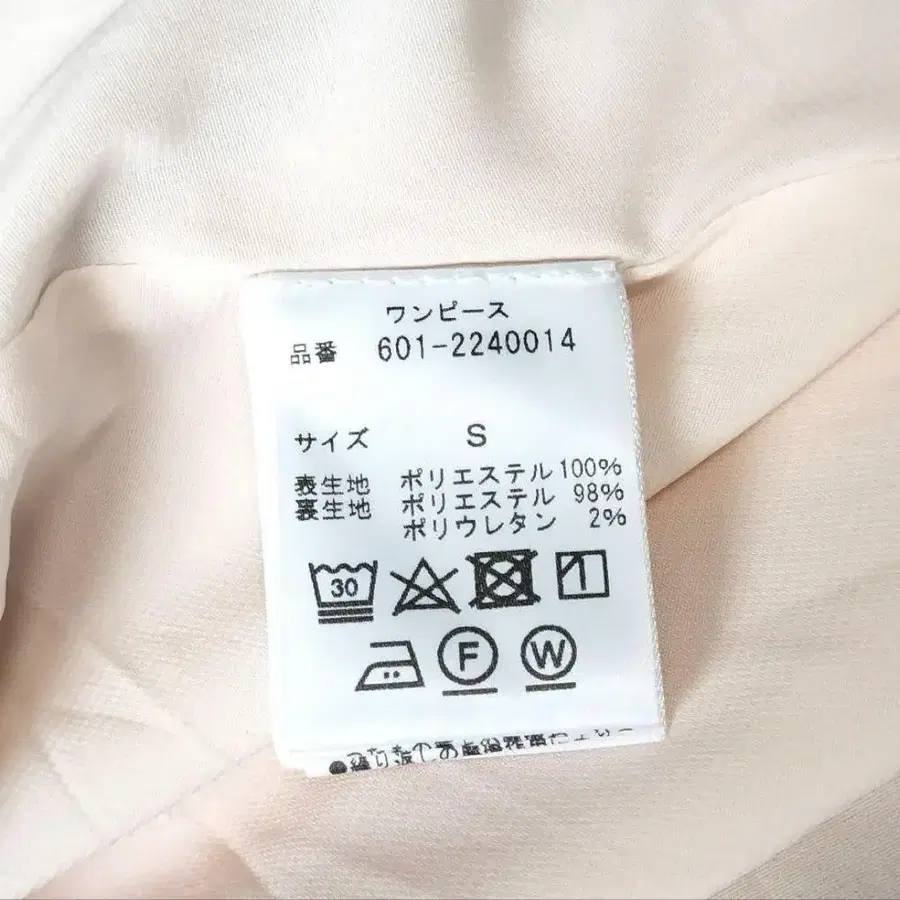 ワンピース
品番 601-2240014
サイズ S
表生地 ポリエステル 100%
裏生地 ポリエステル 98%
ポリウレタン 2%
30
F W